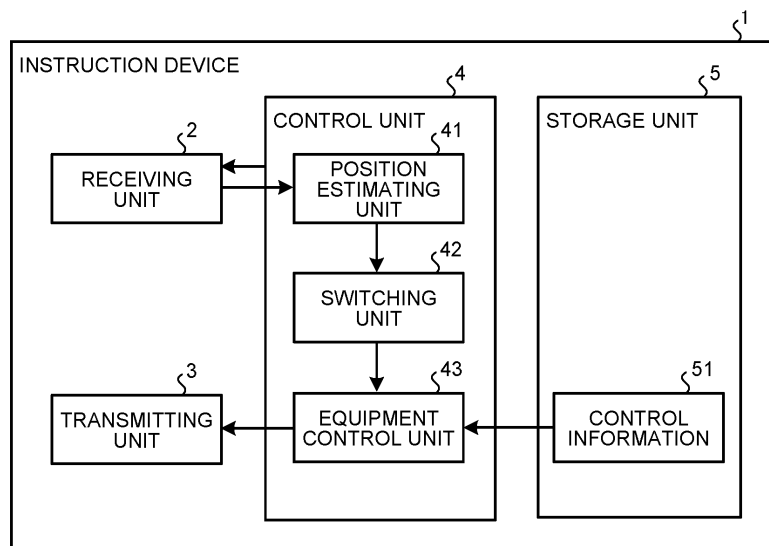 1
INSTRUCTION DEVICE
4
5
CONTROL UNIT
STORAGE UNIT
2
41
RECEIVING
UNIT
POSITION
ESTIMATING
UNIT
42
SWITCHING
UNIT
3
43
51
TRANSMITTING
UNIT
EQUIPMENT
CONTROL UNIT
CONTROL
INFORMATION